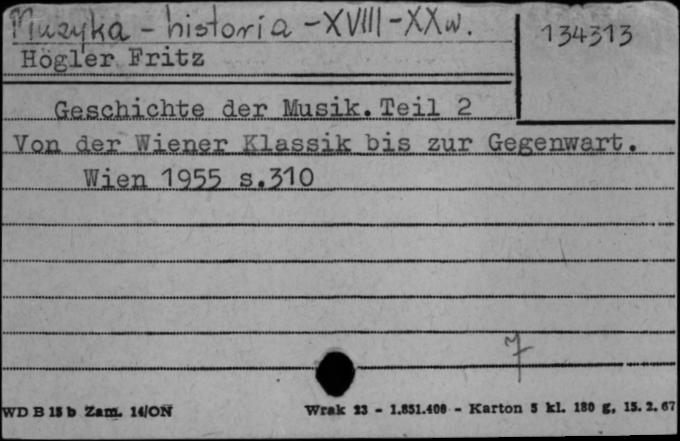 Muzyka - historia - XVIII - XX w.
134313
Högler Fritz
Geschichte der Musik. Teil 2
Von der Wiener Klassik bis zur Gegenwart.
Wien 1955 s.310
7
WD B 15 b Zam. 14/ON
Wrak 23 - 1.851.400 - Karton 5 kl. 180 g, 15. 2. 67